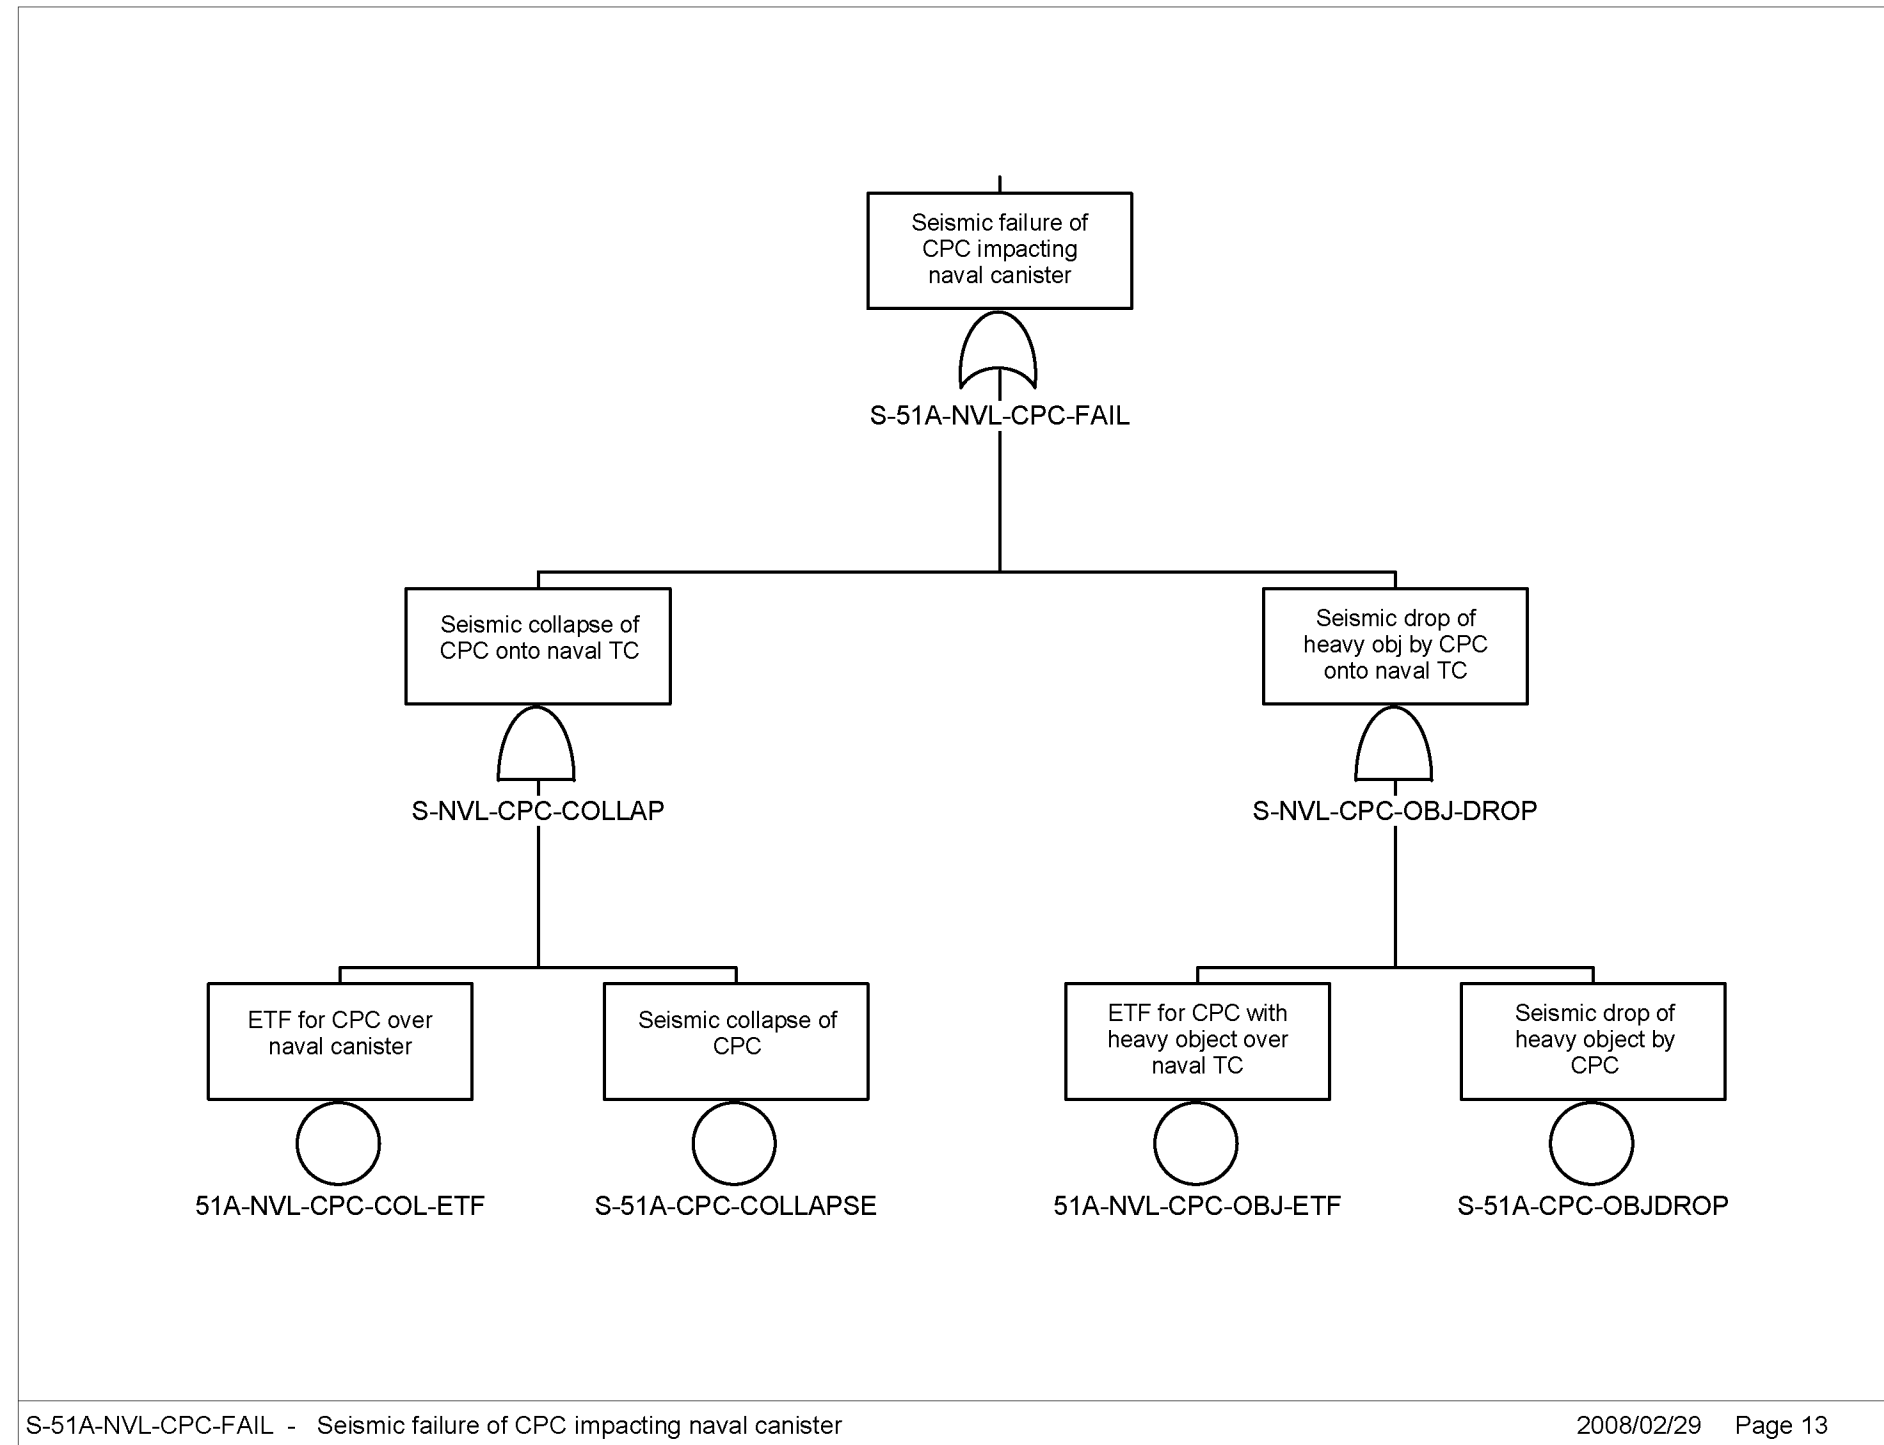 Seismic failure of
CPC impacting
naval canister
S-51A-NVL-CPC-FAIL
Seismic collapse of
CPC onto naval TC
S-NVL-CPC-COLLAP
Seismic drop of
heavy obj by CPC
onto naval TC
S-NVL-CPC-OBJ-DROP
ETF for CPC over
naval canister
51A-NVL-CPC-COL-ETF
Seismic collapse of
CPC
S-51A-CPC-COLLAPSE
ETF for CPC with
heavy object over
naval TC
51A-NVL-CPC-OBJ-ETF
Seismic drop of
heavy object by
CPC
S-51A-CPC-OBJDROP
S-51A-NVL-CPC-FAIL - Seismic failure of CPC impacting naval canister 2008/02/29 Page 13